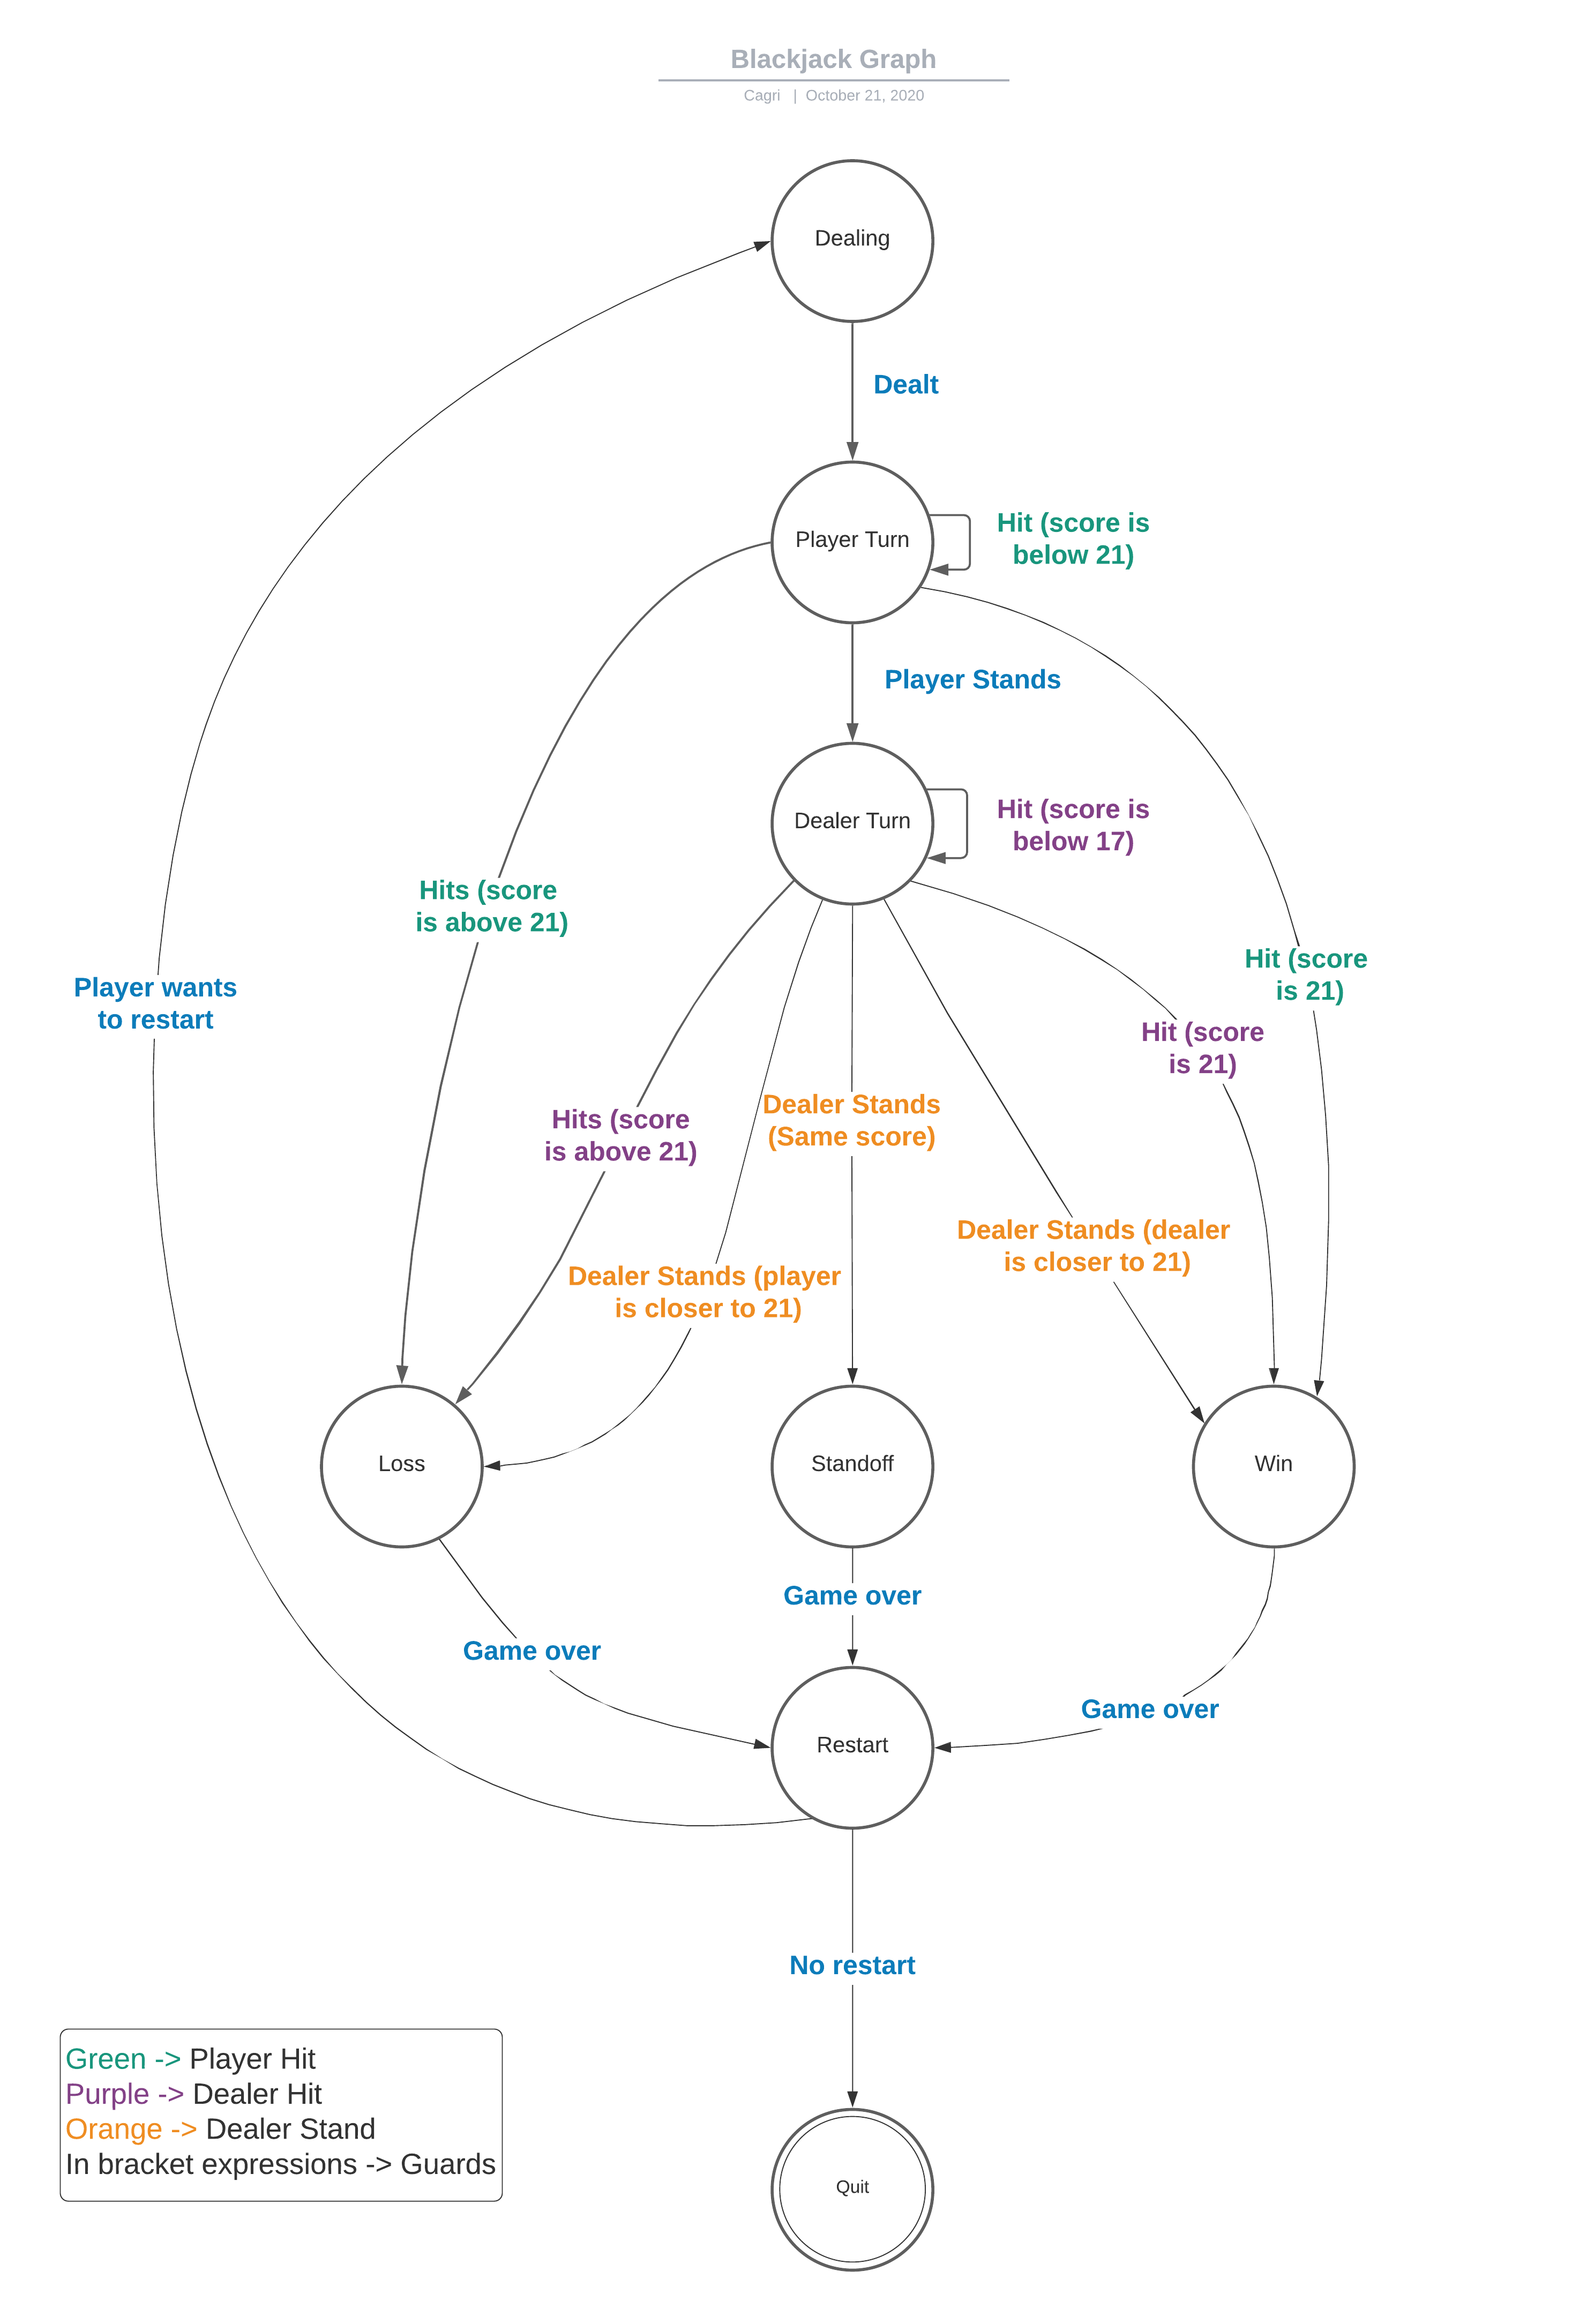 Blackjack Graph
Cagri | October 21, 2020
Dealing
Dealt
Player Turn
Hit (score is
below 21)
Player Stands
Dealer Turn
Hit (score is
below 17)
Hits (score
is above 21)
Hit (score
is 21)
Player wants
to restart
Hit (score
is 21)
Hits (score
is above 21)
Dealer Stands
(Same score)
Dealer Stands (dealer
is closer to 21)
Dealer Stands (player
is closer to 21)
Loss
Standoff
Win
Game over
Game over
Game over
Restart
No restart
Green -> Player Hit
Purple -> Dealer Hit
Orange -> Dealer Stand
In bracket expressions -> Guards
Quit